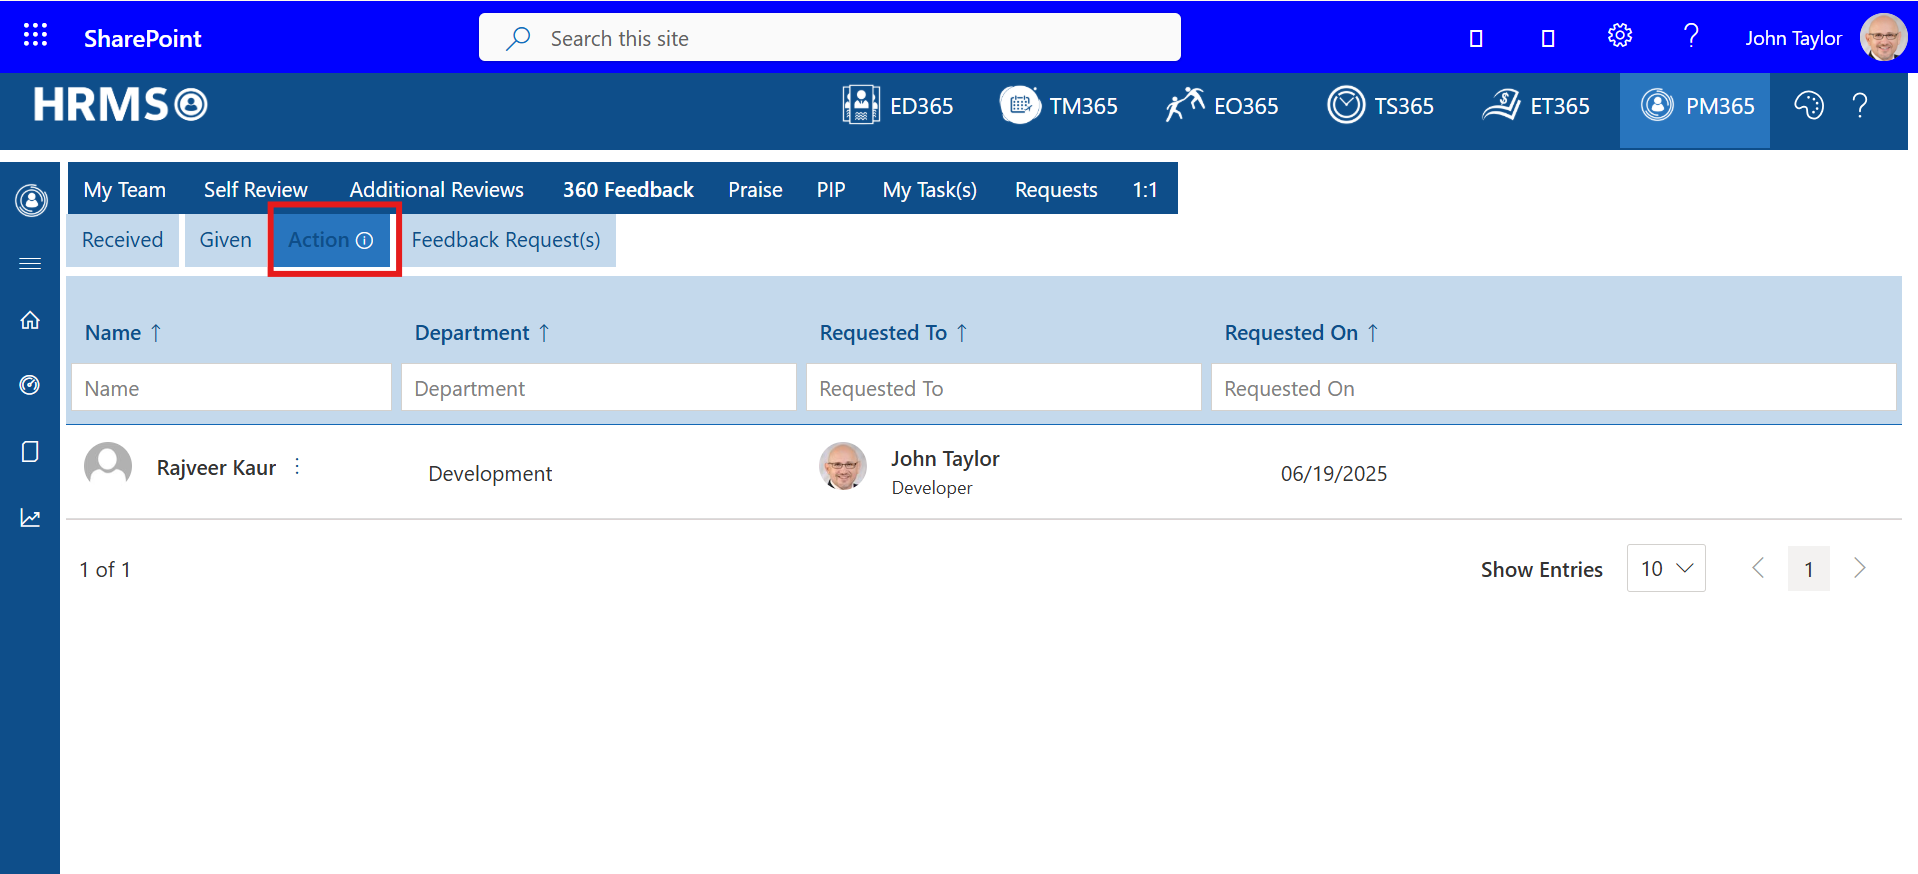 SharePoint
Search this site
John Taylor
HRMS
ED365
TM365
EO365
TS365
ET365
PM365
My Team
Self Review
Additional Reviews
360 Feedback
Praise
PIP
My Task(s)
Requests
1:1
Received
Given
Action
Feedback Request(s)
Name ↑
Department ↑
Requested To ↑
Requested On ↑
Name
Department
Requested To
Requested On
Rajveer Kaur
Development
John Taylor
Developer
06/19/2025
1 of 1
Show Entries
10
1